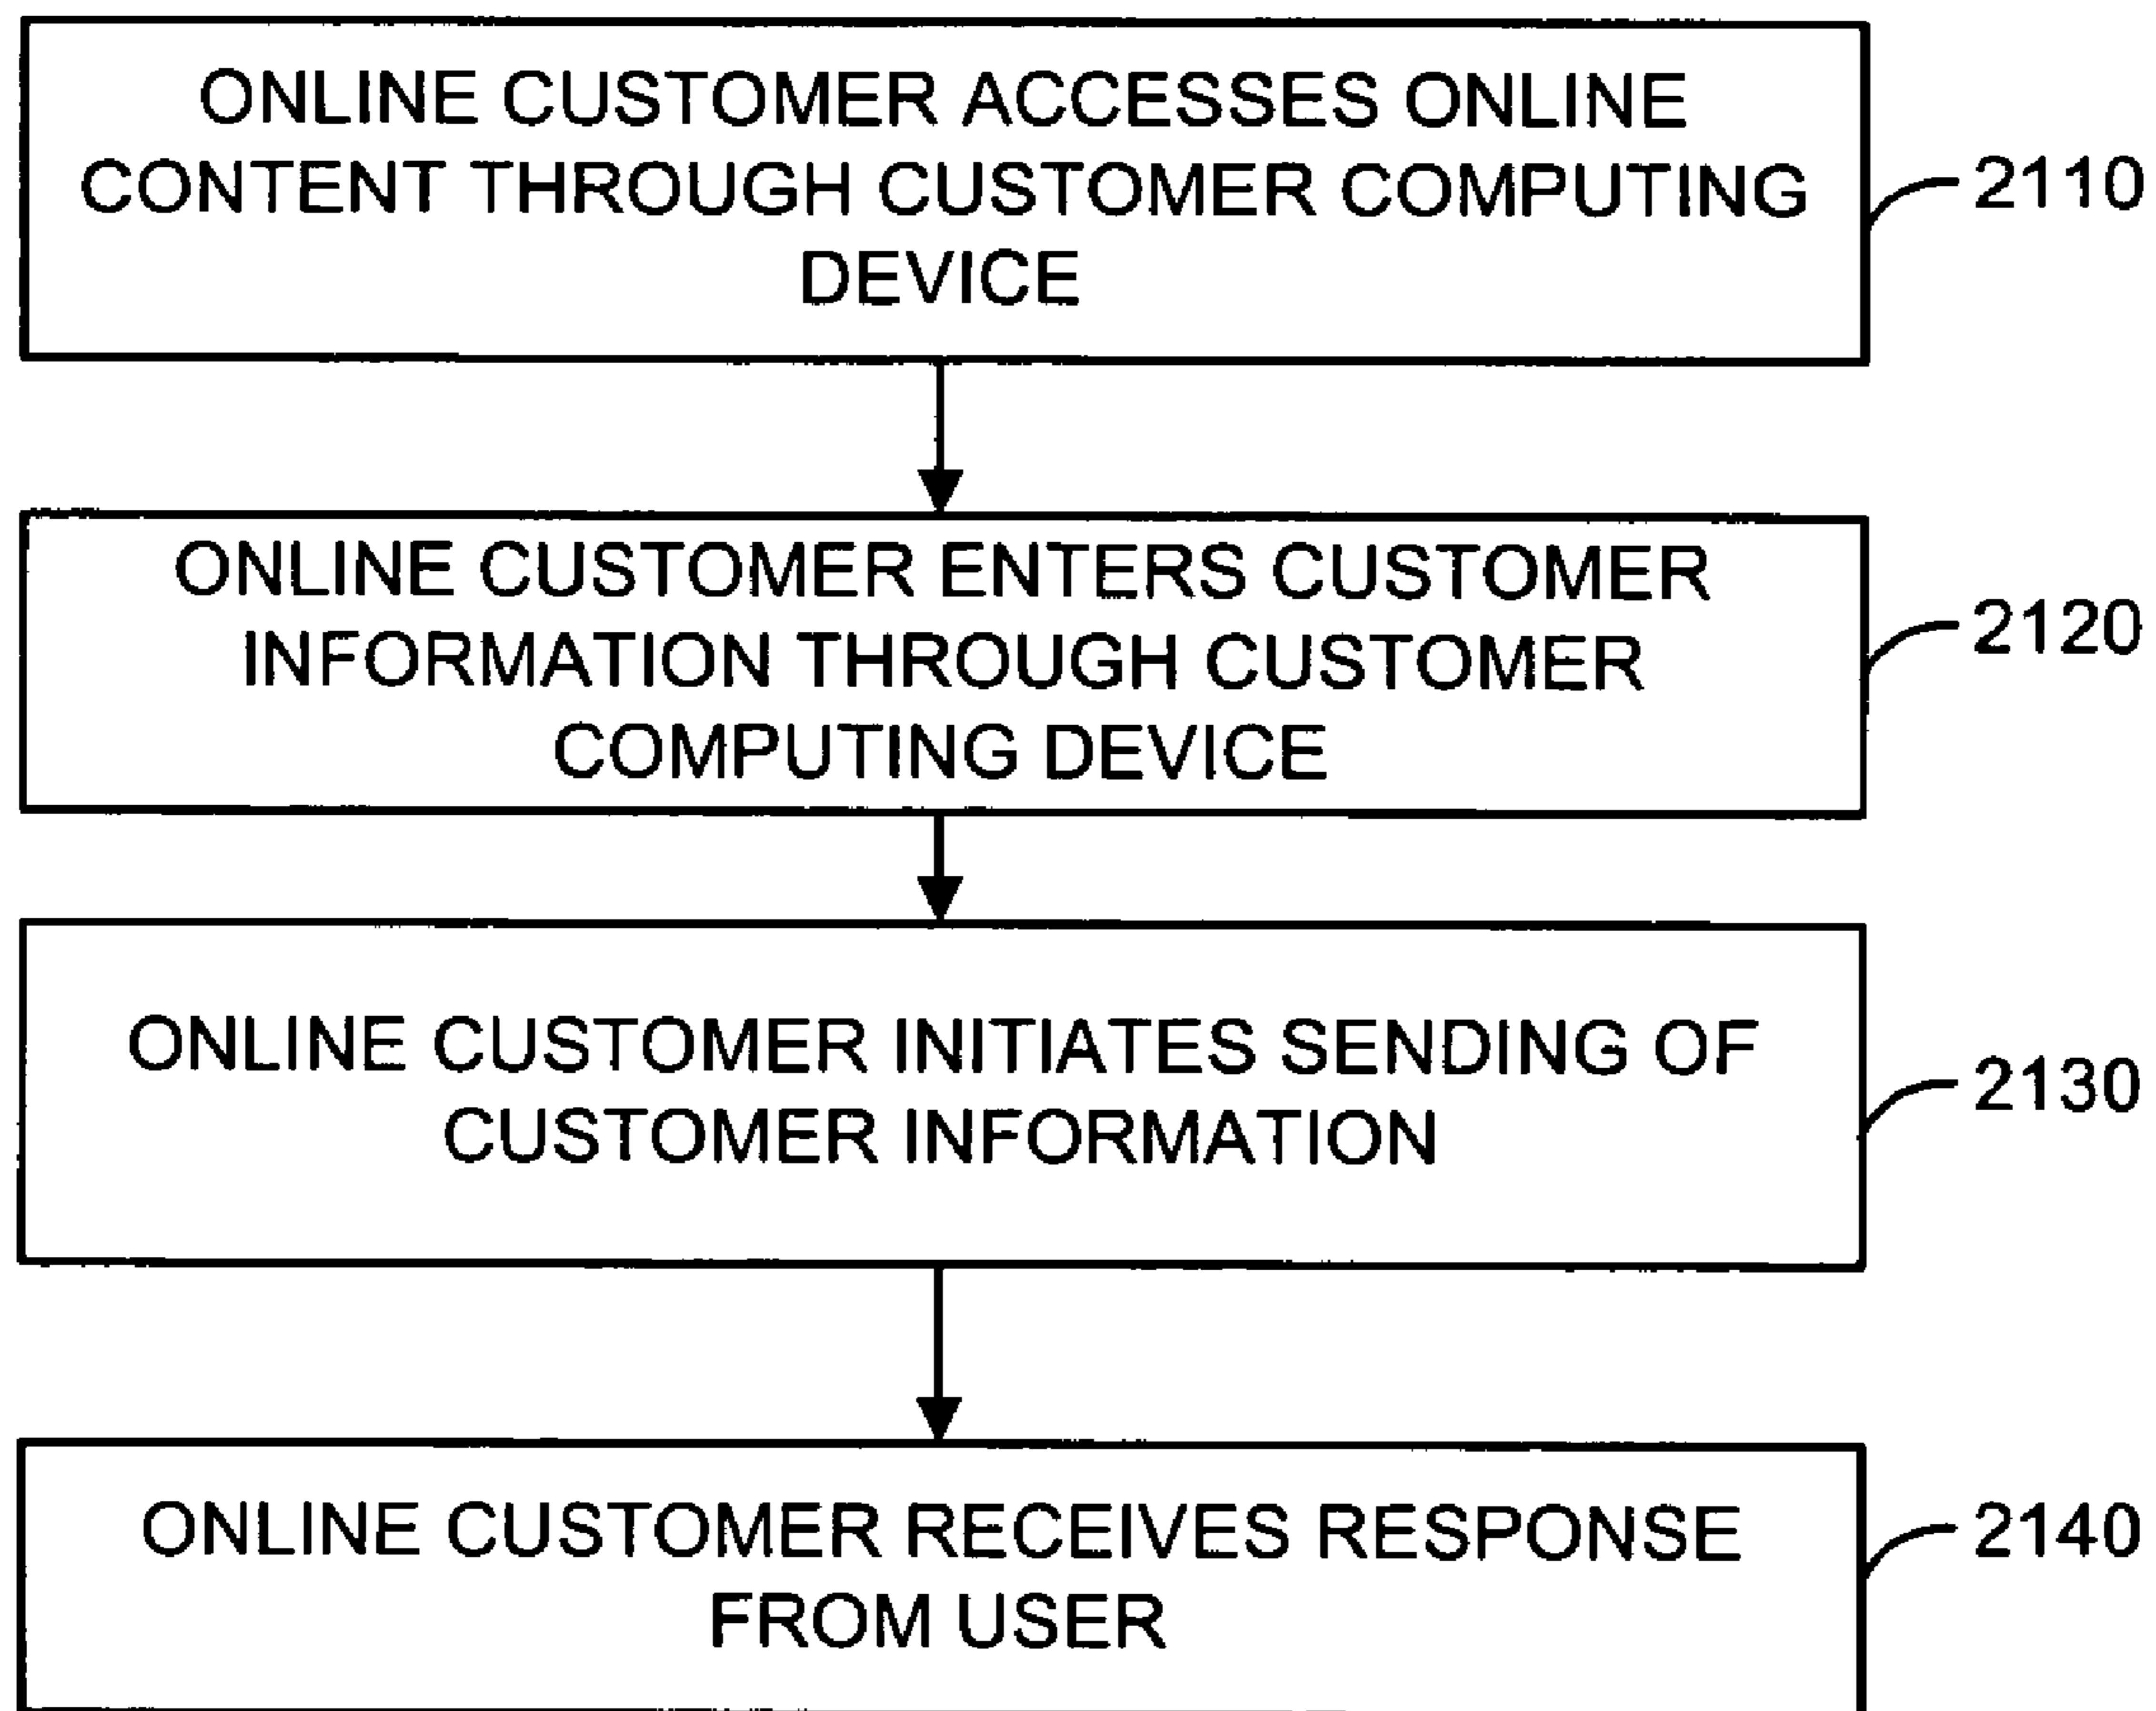 ONLINE CUSTOMER ACCESSES ONLINE
CONTENT THROUGH CUSTOMER COMPUTING
DEVICE
2110
ONLINE CUSTOMER ENTERS CUSTOMER
INFORMATION THROUGH CUSTOMER
COMPUTING DEVICE
2120
ONLINE CUSTOMER INITIATES SENDING OF
CUSTOMER INFORMATION
2130
ONLINE CUSTOMER RECEIVES RESPONSE
FROM USER
2140